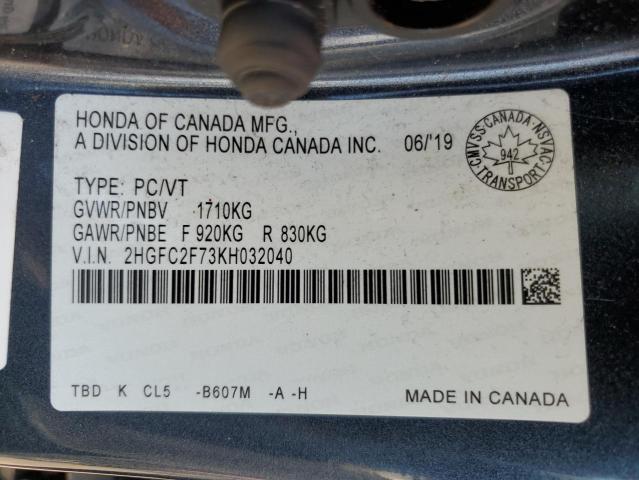 HONDA OF CANADA MFG.,
A DIVISION OF HONDA CANADA INC. 06/'19
CMVSS-CANADA-NSVAC
942
TRANSPORT
TYPE: PC/VT
GVWR/PNBV 1710KG
GAWR/PNBE F 920KG R 830KG
V.I.N. 2HGFC2F73KH032040
TBD K CL5 -B607M -A -H
MADE IN CANADA